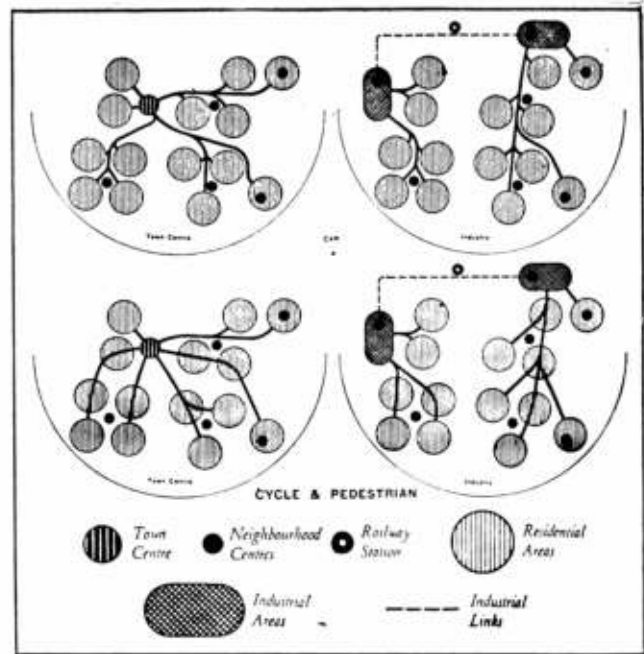 Town Centre
Industry
CAR
Town Centre
Industry
CYCLE & PEDESTRIAN
Town
Centre
Neighbourhood
Centres
Railway
Station
Residential
Areas
Industrial
Areas
Industrial
Links